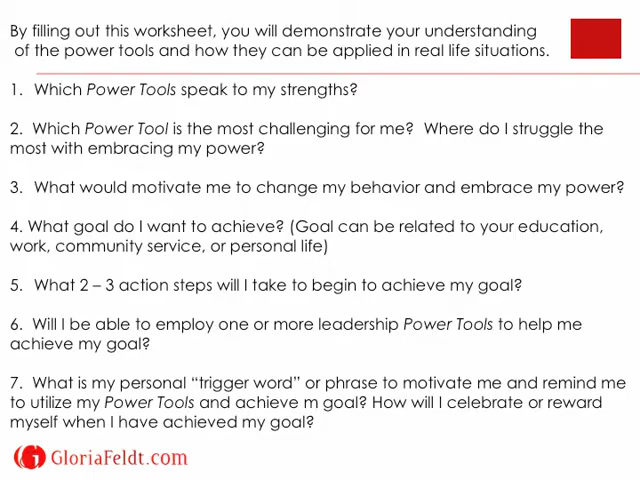 By filling out this worksheet, you will demonstrate your understanding
of the power tools and how they can be applied in real life situations.
1. Which Power Tools speak to my strengths?
2. Which Power Tool is the most challenging for me? Where do I struggle the
most with embracing my power?
3. What would motivate me to change my behavior and embrace my power?
4. What goal do I want to achieve? (Goal can be related to your education,
work, community service, or personal life)
5. What 2 – 3 action steps will I take to begin to achieve my goal?
6. Will I be able to employ one or more leadership Power Tools to help me
achieve my goal?
7. What is my personal “trigger word” or phrase to motivate me and remind me
to utilize my Power Tools and achieve m goal? How will I celebrate or reward
myself when I have achieved my goal?
GloriaFeldt.com